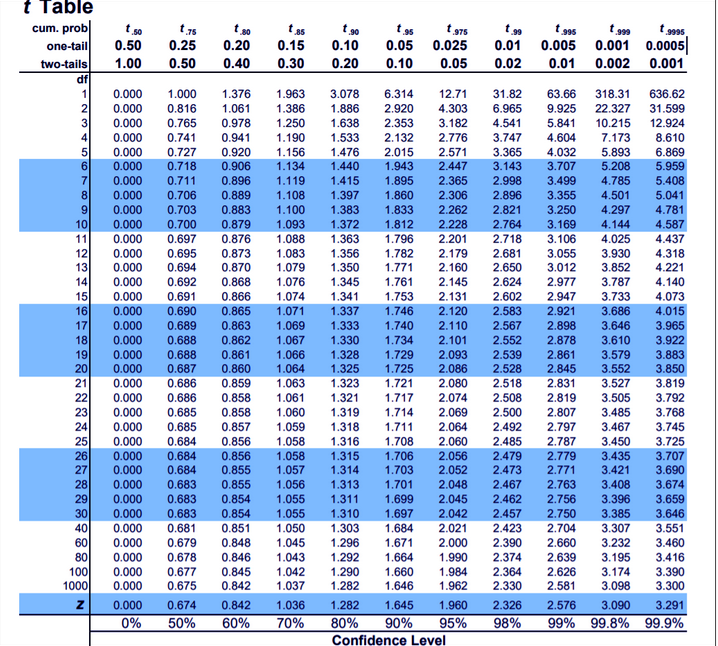 t Table
cum. prob t.50 t.75 t.80 t.85 t.90 t.95 t.975 t.99 t.995 t.999 t.9995
one-tail 0.50 0.25 0.20 0.15 0.10 0.05 0.025 0.01 0.005 0.001 0.0005
two-tails 1.00 0.50 0.40 0.30 0.20 0.10 0.05 0.02 0.01 0.002 0.001
df
1 0.000 1.000 1.376 1.963 3.078 6.314 12.71 31.82 63.66 318.31 636.62
2 0.000 0.816 1.061 1.386 1.886 2.920 4.303 6.965 9.925 22.327 31.599
3 0.000 0.765 0.978 1.250 1.638 2.353 3.182 4.541 5.841 10.215 12.924
4 0.000 0.741 0.941 1.190 1.533 2.132 2.776 3.747 4.604 7.173 8.610
5 0.000 0.727 0.920 1.156 1.476 2.015 2.571 3.365 4.032 5.893 6.869
6 0.000 0.718 0.906 1.134 1.440 1.943 2.447 3.143 3.707 5.208 5.959
7 0.000 0.711 0.896 1.119 1.415 1.895 2.365 2.998 3.499 4.785 5.408
8 0.000 0.706 0.889 1.108 1.397 1.860 2.306 2.896 3.355 4.501 5.041
9 0.000 0.703 0.883 1.100 1.383 1.833 2.262 2.821 3.250 4.297 4.781
10 0.000 0.700 0.879 1.093 1.372 1.812 2.228 2.764 3.169 4.144 4.587
11 0.000 0.697 0.876 1.088 1.363 1.796 2.201 2.718 3.106 4.025 4.437
12 0.000 0.695 0.873 1.083 1.356 1.782 2.179 2.681 3.055 3.930 4.318
13 0.000 0.694 0.870 1.079 1.350 1.771 2.160 2.650 3.012 3.852 4.221
14 0.000 0.692 0.868 1.076 1.345 1.761 2.145 2.624 2.977 3.787 4.140
15 0.000 0.691 0.866 1.074 1.341 1.753 2.131 2.602 2.947 3.733 4.073
16 0.000 0.690 0.865 1.071 1.337 1.746 2.120 2.583 2.921 3.686 4.015
17 0.000 0.689 0.863 1.069 1.333 1.740 2.110 2.567 2.898 3.646 3.965
18 0.000 0.688 0.862 1.067 1.330 1.734 2.101 2.552 2.878 3.610 3.922
19 0.000 0.688 0.861 1.066 1.328 1.729 2.093 2.539 2.861 3.579 3.883
20 0.000 0.687 0.860 1.064 1.325 1.725 2.086 2.528 2.845 3.552 3.850
21 0.000 0.686 0.859 1.063 1.323 1.721 2.080 2.518 2.831 3.527 3.819
22 0.000 0.686 0.858 1.061 1.321 1.717 2.074 2.508 2.819 3.505 3.792
23 0.000 0.685 0.858 1.060 1.319 1.714 2.069 2.500 2.807 3.485 3.768
24 0.000 0.685 0.857 1.059 1.318 1.711 2.064 2.492 2.797 3.467 3.745
25 0.000 0.684 0.856 1.058 1.316 1.708 2.060 2.485 2.787 3.450 3.725
26 0.000 0.684 0.856 1.058 1.315 1.706 2.056 2.479 2.779 3.435 3.707
27 0.000 0.684 0.855 1.057 1.314 1.703 2.052 2.473 2.771 3.421 3.690
28 0.000 0.683 0.855 1.056 1.313 1.701 2.048 2.467 2.763 3.408 3.674
29 0.000 0.683 0.854 1.055 1.311 1.699 2.045 2.462 2.756 3.396 3.659
30 0.000 0.683 0.854 1.055 1.310 1.697 2.042 2.457 2.750 3.385 3.646
40 0.000 0.681 0.851 1.050 1.303 1.684 2.021 2.423 2.704 3.307 3.551
60 0.000 0.679 0.848 1.045 1.296 1.671 2.000 2.390 2.660 3.232 3.460
80 0.000 0.678 0.846 1.043 1.292 1.664 1.990 2.374 2.639 3.195 3.416
100 0.000 0.677 0.845 1.042 1.290 1.660 1.984 2.364 2.626 3.174 3.390
1000 0.000 0.675 0.842 1.037 1.282 1.646 1.962 2.330 2.581 3.098 3.300
Z 0.000 0.674 0.842 1.036 1.282 1.645 1.960 2.326 2.576 3.090 3.291
0% 50% 60% 70% 80% 90% 95% 98% 99% 99.8% 99.9%
Confidence Level